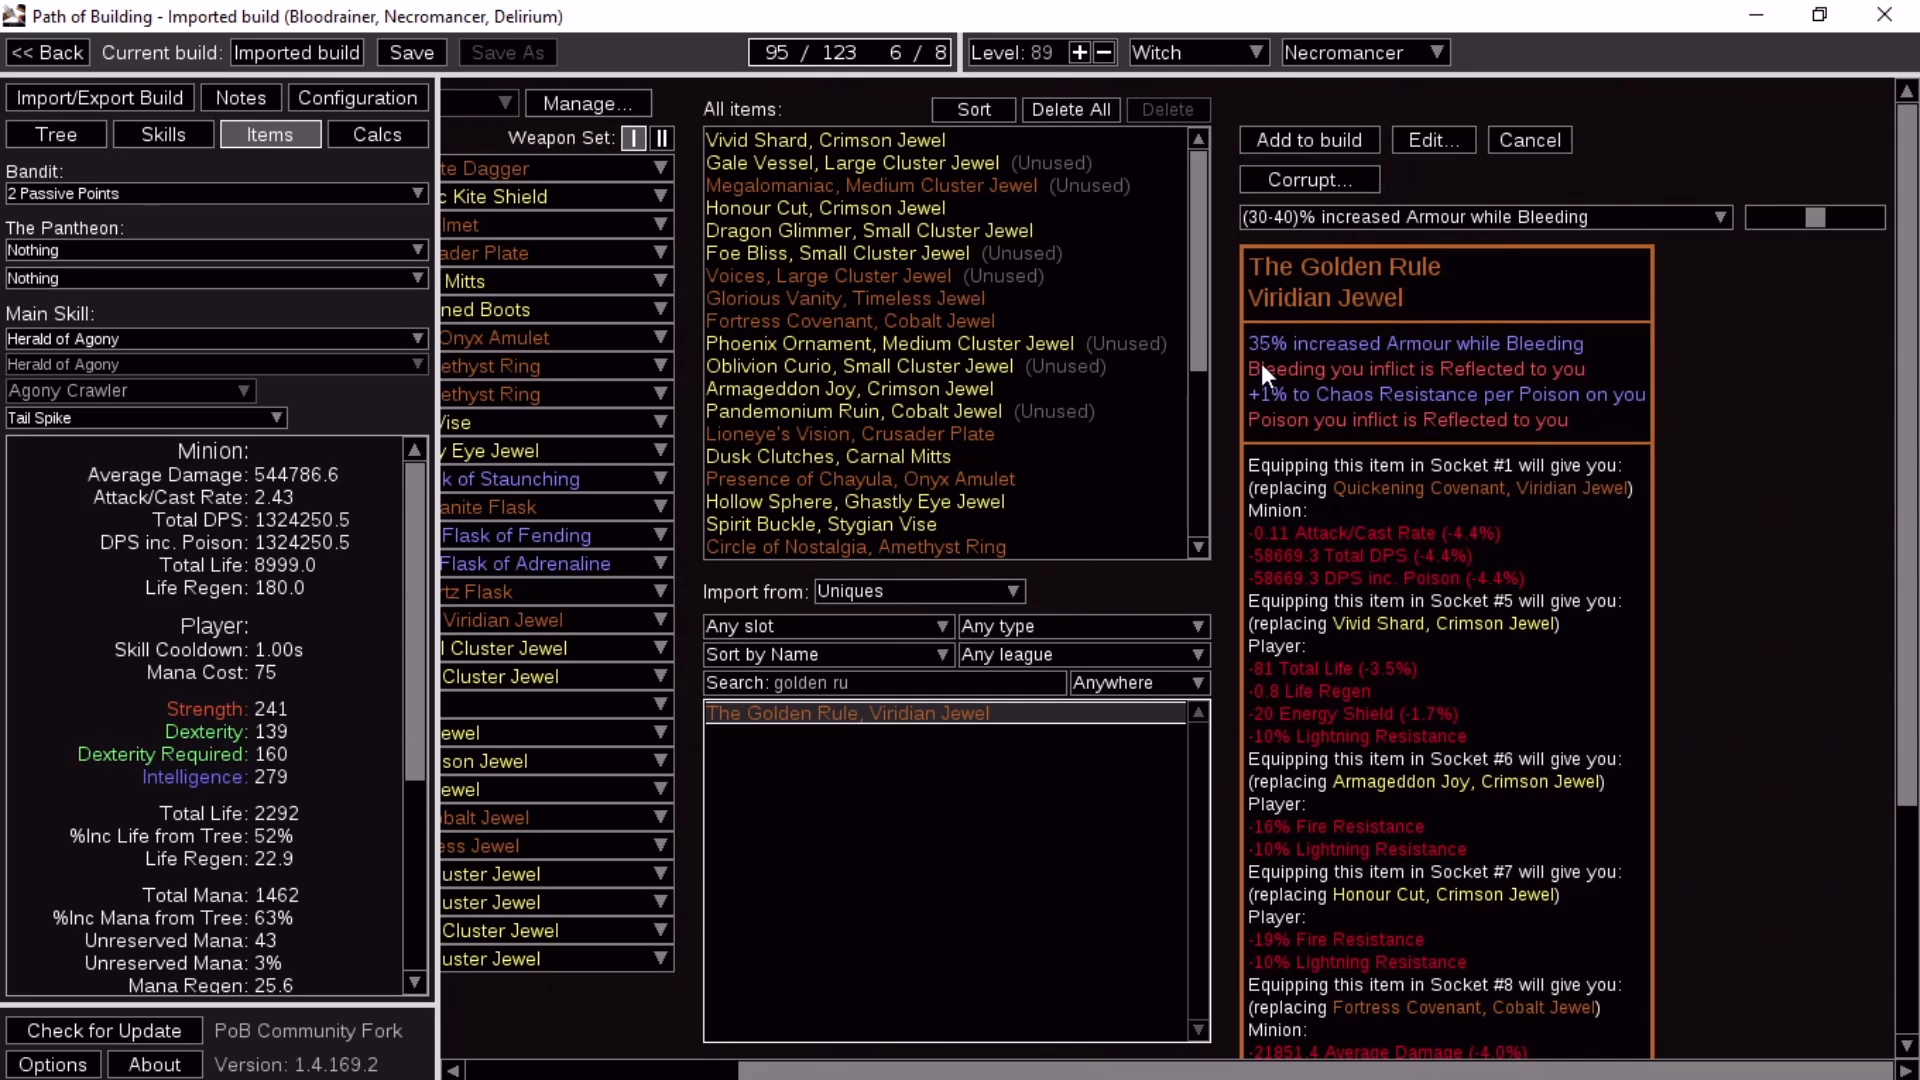 Path of Building - Imported build (Bloodrainer, Necromancer, Delirium)
<< Back
Current build:
Imported build
Save
Save As
95 / 123 6 / 8
Level: 89
+
−
Witch
Necromancer
Import/Export Build
Notes
Configuration
Tree
Skills
Items
Calcs
Bandit:
2 Passive Points
The Pantheon:
Nothing
Nothing
Main Skill:
Herald of Agony
Herald of Agony
Agony Crawler
Tail Spike
Minion:
Average Damage: 544786.6
Attack/Cast Rate: 2.43
Total DPS: 1324250.5
DPS inc. Poison: 1324250.5
Total Life: 8999.0
Life Regen: 180.0
Player:
Skill Cooldown: 1.00s
Mana Cost: 75
Strength: 241
Dexterity: 139
Dexterity Required: 160
Intelligence: 279
Total Life: 2292
%Inc Life from Tree: 52%
Life Regen: 22.9
Total Mana: 1462
%Inc Mana from Tree: 63%
Unreserved Mana: 43
Unreserved Mana: 3%
Mana Regen: 25.6
Check for Update
PoB Community Fork
Options
About
Version: 1.4.169.2
Manage...
Weapon Set: I II
te Dagger
c Kite Shield
lmet
ader Plate
Mitts
ned Boots
Onyx Amulet
ethyst Ring
ethyst Ring
Vise
y Eye Jewel
k of Staunching
anite Flask
Flask of Fending
Flask of Adrenaline
rtz Flask
Viridian Jewel
l Cluster Jewel
Cluster Jewel
ewel
son Jewel
ewel
balt Jewel
ess Jewel
uster Jewel
uster Jewel
Cluster Jewel
uster Jewel
All items:
Sort
Delete All
Delete
Vivid Shard, Crimson Jewel
Gale Vessel, Large Cluster Jewel (Unused)
Megalomaniac, Medium Cluster Jewel (Unused)
Honour Cut, Crimson Jewel
Dragon Glimmer, Small Cluster Jewel
Foe Bliss, Small Cluster Jewel (Unused)
Voices, Large Cluster Jewel (Unused)
Glorious Vanity, Timeless Jewel
Fortress Covenant, Cobalt Jewel
Phoenix Ornament, Medium Cluster Jewel (Unused)
Oblivion Curio, Small Cluster Jewel (Unused)
Armageddon Joy, Crimson Jewel
Pandemonium Ruin, Cobalt Jewel (Unused)
Lioneye's Vision, Crusader Plate
Dusk Clutches, Carnal Mitts
Presence of Chayula, Onyx Amulet
Hollow Sphere, Ghastly Eye Jewel
Spirit Buckle, Stygian Vise
Circle of Nostalgia, Amethyst Ring
Import from: Uniques
Any slot
Any type
Sort by Name
Any league
Search: golden ru
Anywhere
The Golden Rule, Viridian Jewel
Add to build
Edit...
Cancel
Corrupt...
(30-40)% increased Armour while Bleeding
The Golden Rule
Viridian Jewel
35% increased Armour while Bleeding
Bleeding you inflict is Reflected to you
+1% to Chaos Resistance per Poison on you
Poison you inflict is Reflected to you
Equipping this item in Socket #1 will give you:
(replacing Quickening Covenant, Viridian Jewel)
Minion:
-0.11 Attack/Cast Rate (-4.4%)
-58669.3 Total DPS (-4.4%)
-58669.3 DPS inc. Poison (-4.4%)
Equipping this item in Socket #5 will give you:
(replacing Vivid Shard, Crimson Jewel)
Player:
-81 Total Life (-3.5%)
-0.8 Life Regen
-20 Energy Shield (-1.7%)
-10% Lightning Resistance
Equipping this item in Socket #6 will give you:
(replacing Armageddon Joy, Crimson Jewel)
Player:
-16% Fire Resistance
-10% Lightning Resistance
Equipping this item in Socket #7 will give you:
(replacing Honour Cut, Crimson Jewel)
Player:
-19% Fire Resistance
-10% Lightning Resistance
Equipping this item in Socket #8 will give you:
(replacing Fortress Covenant, Cobalt Jewel)
Minion:
-21851.4 Average Damage (-4.0%)